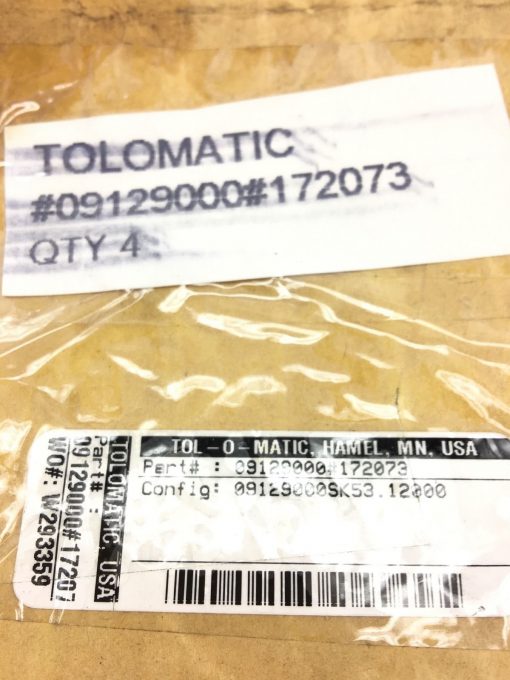 TOLOMATIC
#09129000#172073
QTY 4
TOL-O-MATIC, HAMEL, MN, USA
Part# : 09129000#172073
Config: 09129000SK53.12000
TOLOMATIC, USA
Part# :
09129000#17207
WO#: W293359